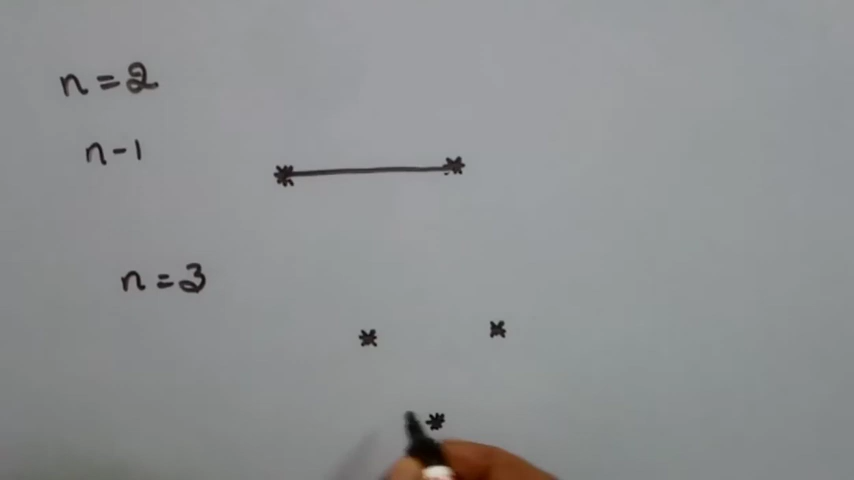 n = 2
n - 1
n = 3